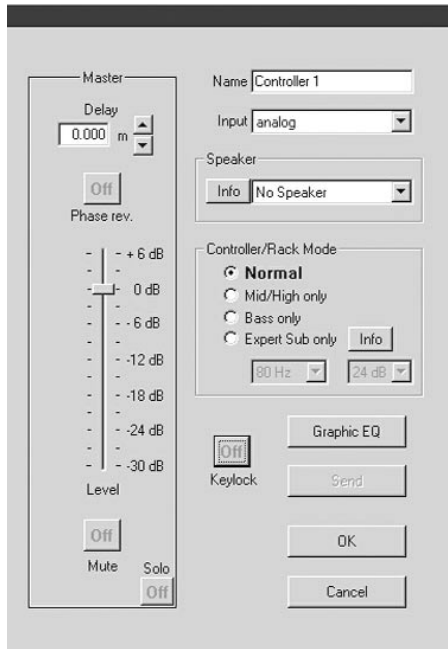 Master
Delay
0.000 m
Off
Phase rev.
+ 6 dB
0 dB
- 6 dB
-12 dB
-18 dB
-24 dB
-30 dB
Level
Off
Mute
Solo
Off
Name Controller 1
Input analog
Speaker
Info No Speaker
Controller/Rack Mode
Normal
Mid/High only
Bass only
Expert Sub only Info
80 Hz 24 dB
Off
Keylock
Graphic EQ
Send
OK
Cancel